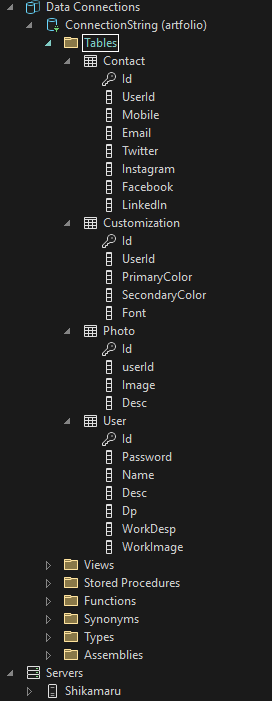 Data Connections
ConnectionString (artfolio)
Tables
Contact
Id
UserId
Mobile
Email
Twitter
Instagram
Facebook
LinkedIn
Customization
Id
UserId
PrimaryColor
SecondaryColor
Font
Photo
Id
userId
Image
Desc
User
Id
Password
Name
Desc
Dp
WorkDesp
WorkImage
Views
Stored Procedures
Functions
Synonyms
Types
Assemblies
Servers
Shikamaru